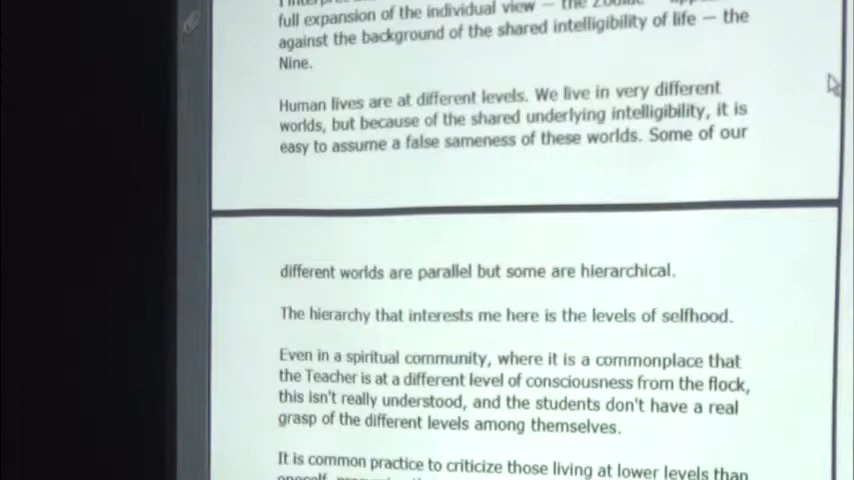 full expansion of the individual view — the Zodiac
against the background of the shared intelligibility of life — the
Nine.
Human lives are at different levels. We live in very different
worlds, but because of the shared underlying intelligibility, it is
easy to assume a false sameness of these worlds. Some of our
different worlds are parallel but some are hierarchical.
The hierarchy that interests me here is the levels of selfhood.
Even in a spiritual community, where it is a commonplace that
the Teacher is at a different level of consciousness from the flock,
this isn't really understood, and the students don't have a real
grasp of the different levels among themselves.
It is common practice to criticize those living at lower levels than